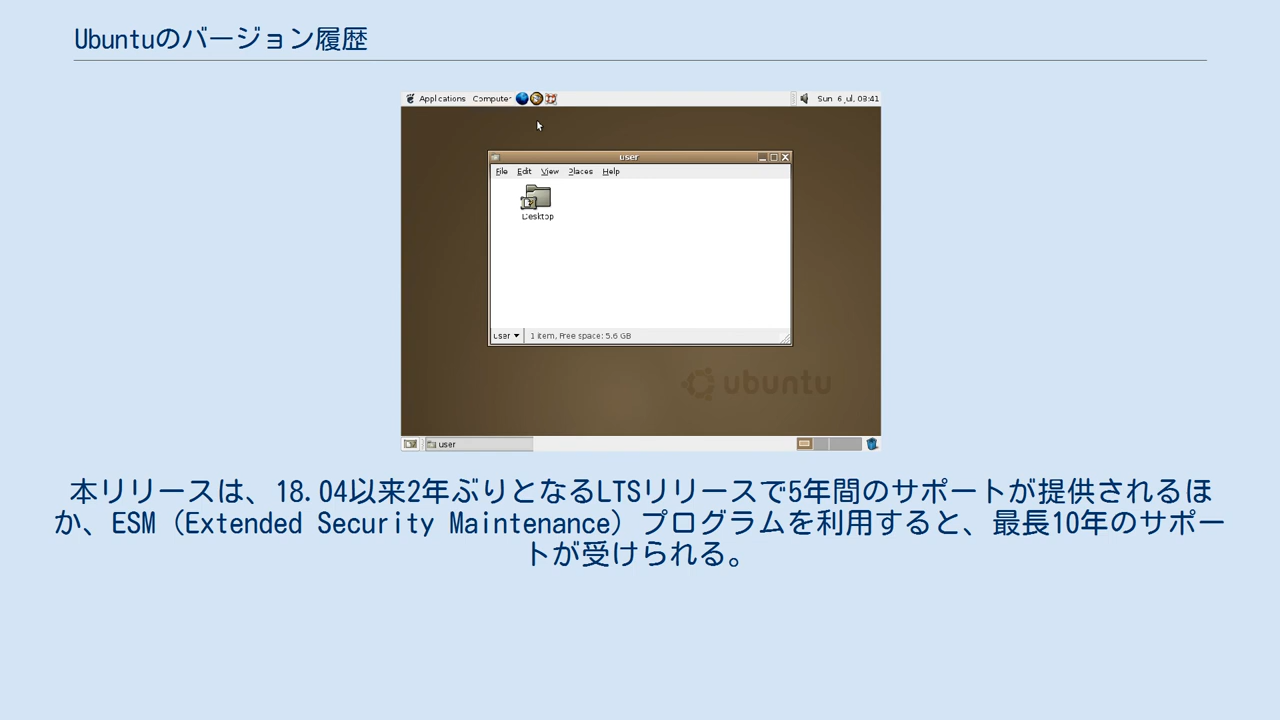 Ubuntuのバージョン履歴
Applications Computer
Sun 6 Jul, 03:41
user
File Edit View Places Help
Desktop
user 1 item, Free space: 5.6 GB
ubuntu
user
本リリースは、18.04以来2年ぶりとなるLTSリリースで5年間のサポートが提供されるほ
か、ESM（Extended Security Maintenance）プログラムを利用すると、最長10年のサポー
トが受けられる。